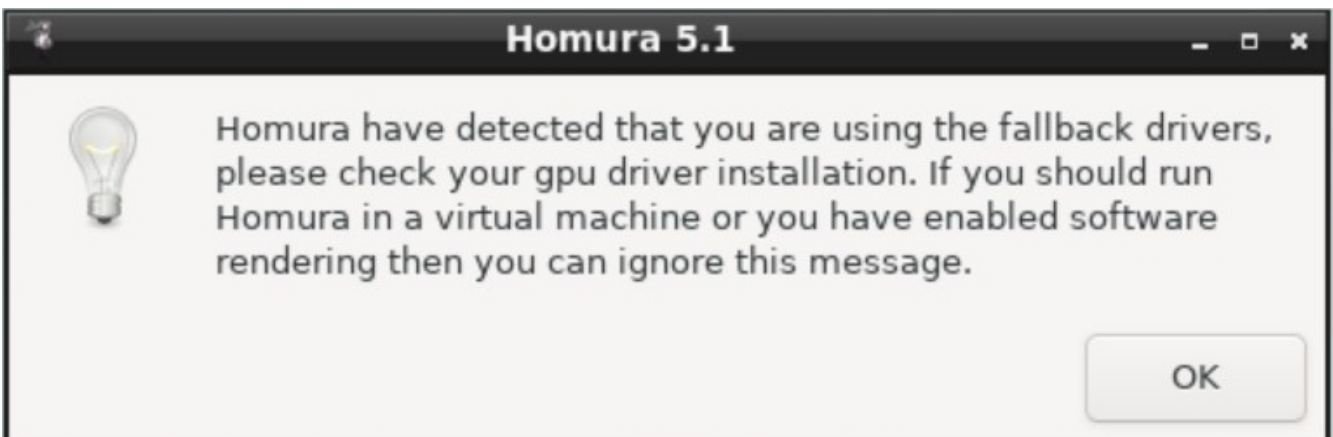 Homura 5.1
Homura have detected that you are using the fallback drivers,
please check your gpu driver installation. If you should run
Homura in a virtual machine or you have enabled software
rendering then you can ignore this message.
OK